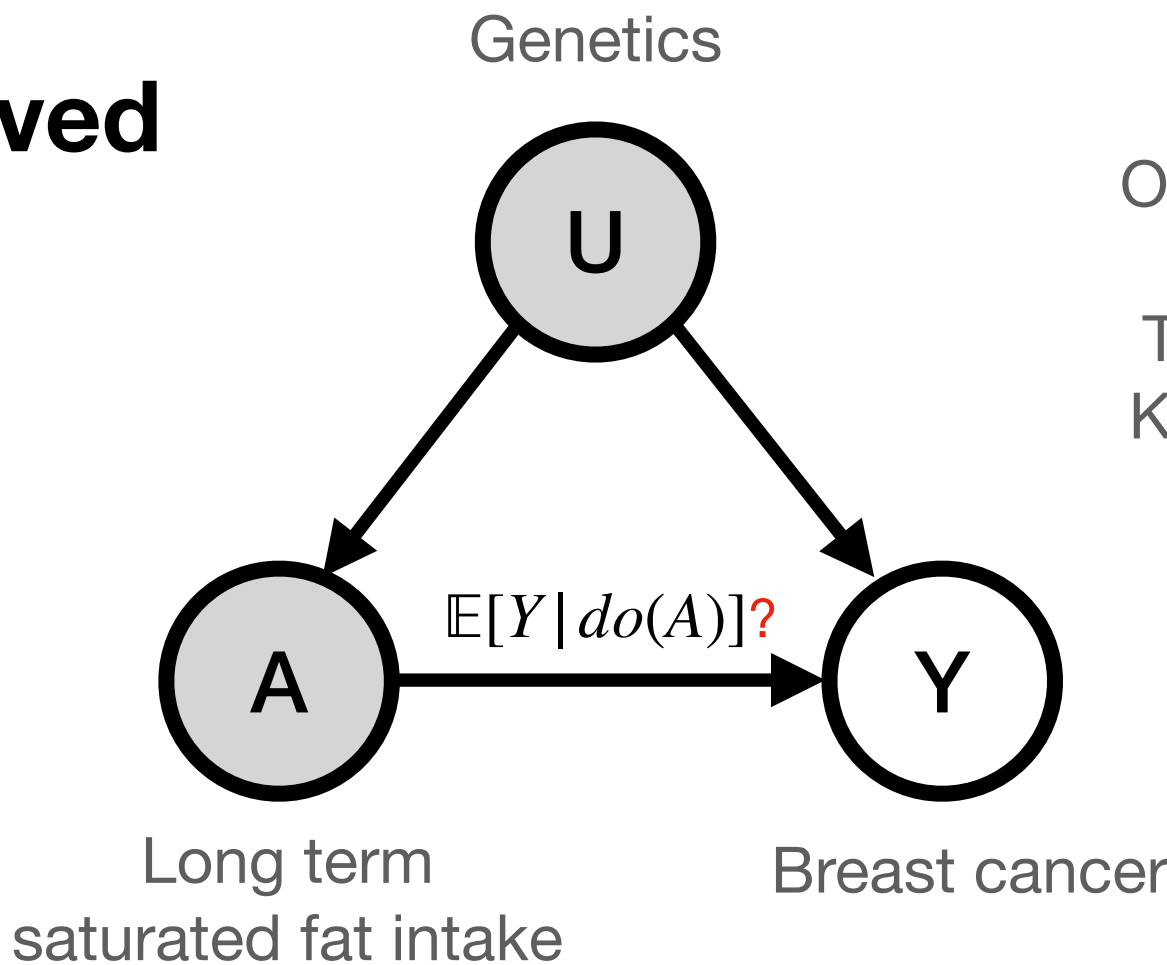 Genetics
ved
O
U
T
K
𝔼[Y|do(A)]?
A
Y
Long term
saturated fat intake
Breast cancer